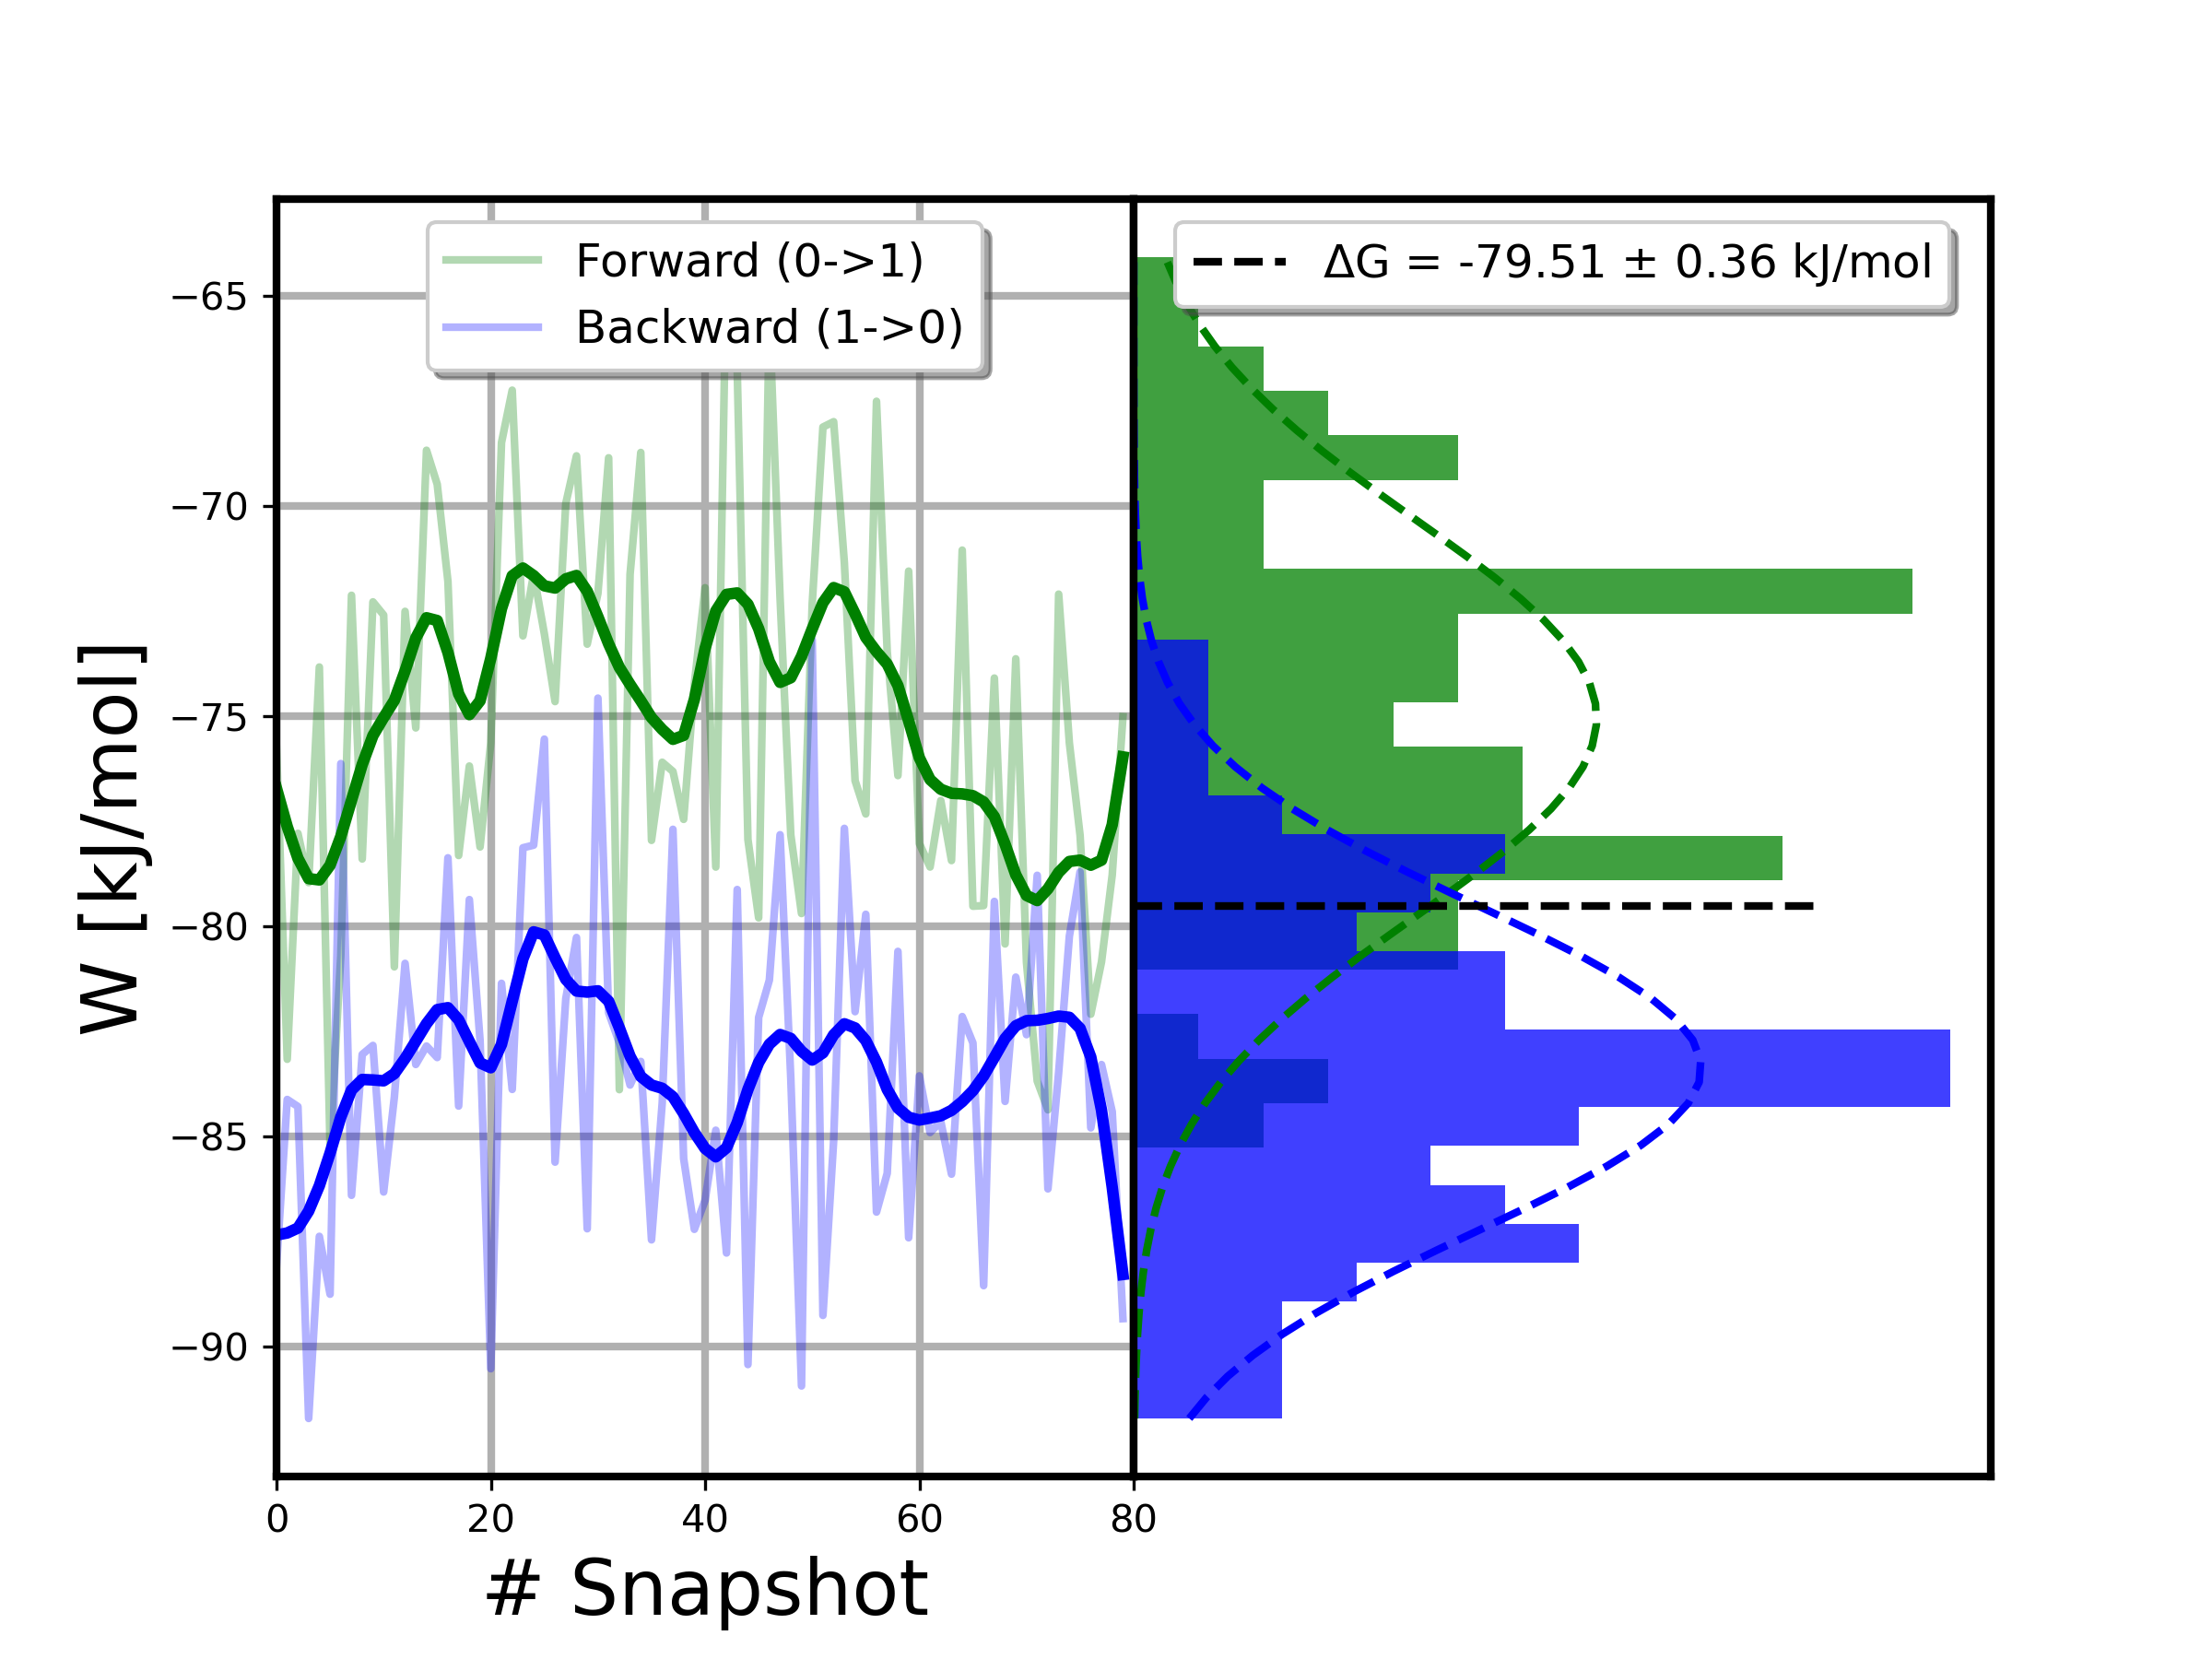 Forward (0->1)
Backward (1->0)
ΔG = -79.51 ± 0.36 kJ/mol
−65
−70
−75
−80
−85
−90
W [kJ/mol]
0 20 40 60 80
# Snapshot